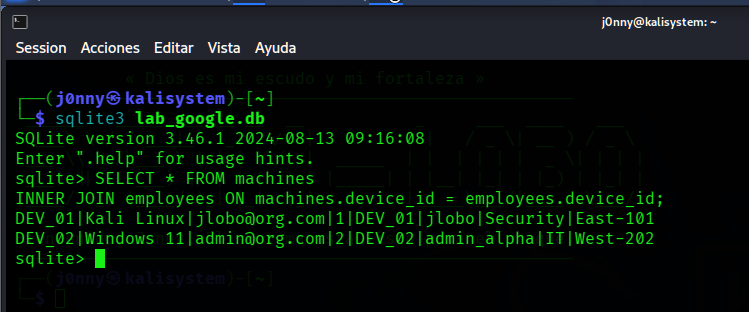 j0nny@kalisystem: ~
Session Acciones Editar Vista Ayuda
« Dios es mi escudo y mi fortaleza »
┌──(j0nny㉿kalisystem)-[~]
└─$ sqlite3 lab_google.db
SQLite version 3.46.1 2024-08-13 09:16:08
Enter ".help" for usage hints.
sqlite> SELECT * FROM machines
INNER JOIN employees ON machines.device_id = employees.device_id;
DEV_01|Kali Linux|jlobo@org.com|1|DEV_01|jlobo|Security|East-101
DEV_02|Windows 11|admin@org.com|2|DEV_02|admin_alpha|IT|West-202
sqlite>
┌──(j0nny㉿kalisystem)-[~]
└─$